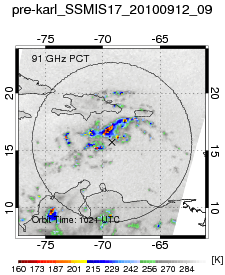 pre-karl_SSMIS17_20100912_09
-75 -70 -65
91 GHz PCT
20 20
15 15
10 10
Orbit Time: 1021 UTC
-75 -70 -65
[K]
160 173 187 201 215 229 242 256 270 284